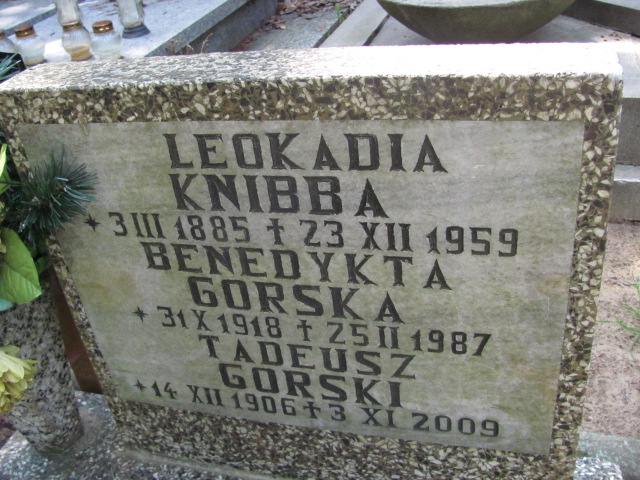 LEOKADIA
KNIBBA
* 3 III 1885 † 23 XII 1959
BENEDYKTA
GORSKA
* 31 X 1918 † 25 II 1987
TADEUSZ
GORSKI
* 14 XII 1906 † 3 XI 2009